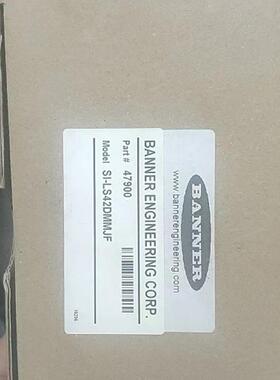 BANNER
www.bannerengineering.com
BANNER ENGINEERING CORP.
Part # 47900
Model SI-LS42DMMJF